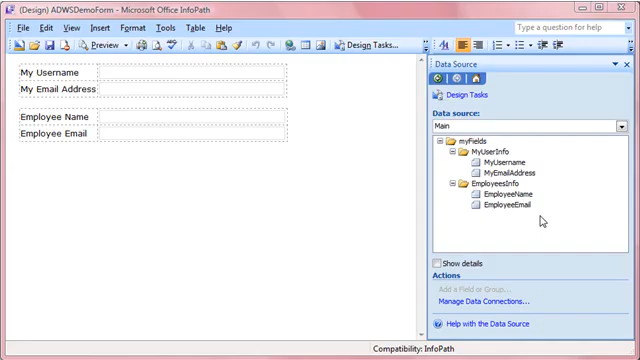 (Design) ADWSDemoForm - Microsoft Office InfoPath
File Edit View Insert Format Tools Table Help
Type a question for help
Preview
Design Tasks...
My Username
My Email Address
Employee Name
Employee Email
Data Source
Design Tasks
Data source:
Main
myFields
MyUserInfo
MyUsername
MyEmailAddress
EmployeesInfo
EmployeeName
EmployeeEmail
Show details
Actions
Add a Field or Group...
Manage Data Connections...
Help with the Data Source
Compatibility: InfoPath